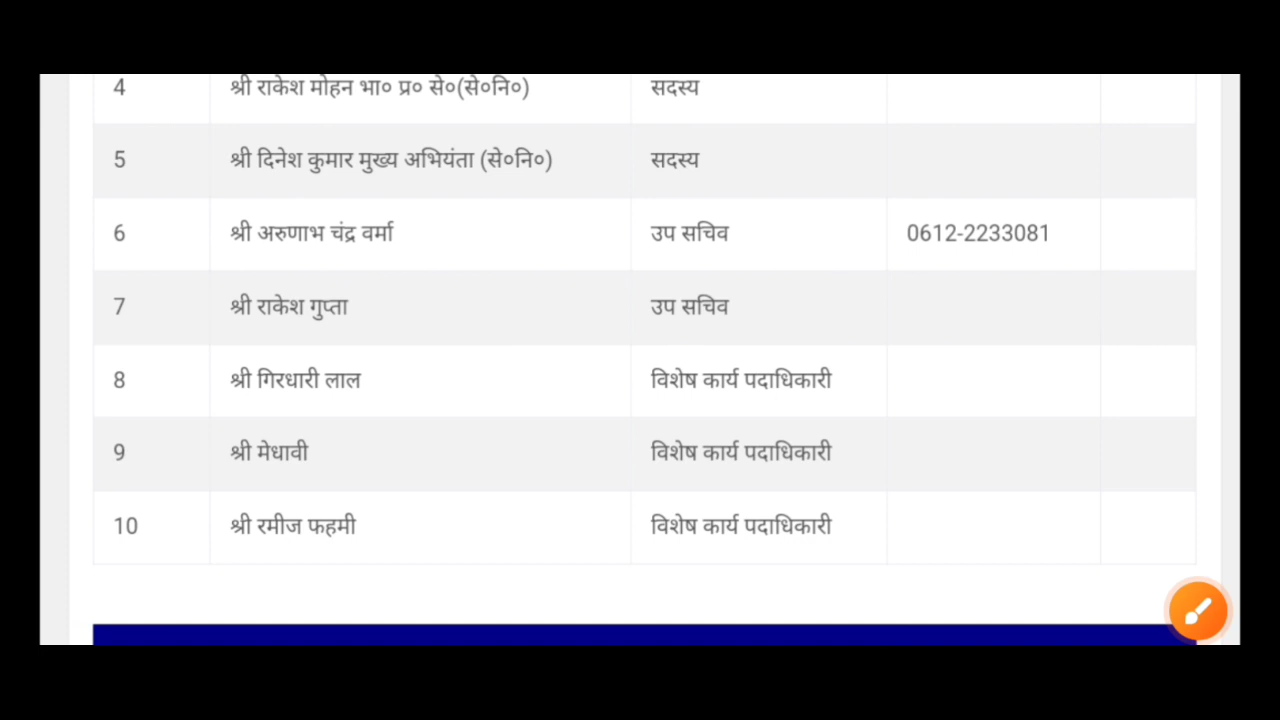 4 श्री राकेश मोहन भा० प्र० से०(से०नि०) सदस्य
5 श्री दिनेश कुमार मुख्य अभियंता (से०नि०) सदस्य
6 श्री अरुणाभ चंद्र वर्मा उप सचिव 0612-2233081
7 श्री राकेश गुप्ता उप सचिव
8 श्री गिरधारी लाल विशेष कार्य पदाधिकारी
9 श्री मेधावी विशेष कार्य पदाधिकारी
10 श्री रमीज फहमी विशेष कार्य पदाधिकारी